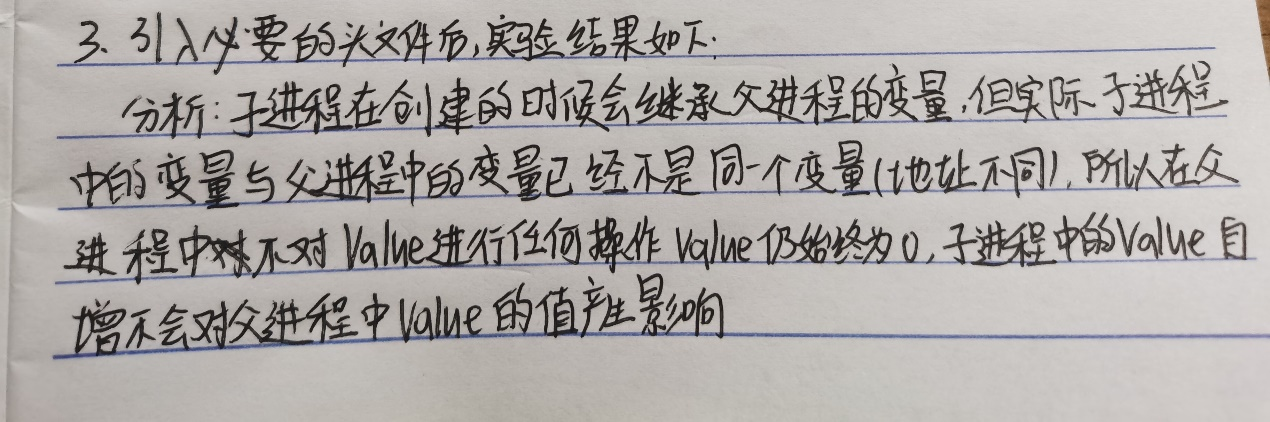 3. 引入必要的头文件后,实验结果如下:
分析:子进程在创建的时候会继承父进程的变量,但实际子进程
中的变量与父进程中的变量已经不是同一个变量(地址不同),所以在父
进程中不对Value进行任何操作Value仍始终为0,子进程中的Value自
增不会对父进程中Value的值产生影响